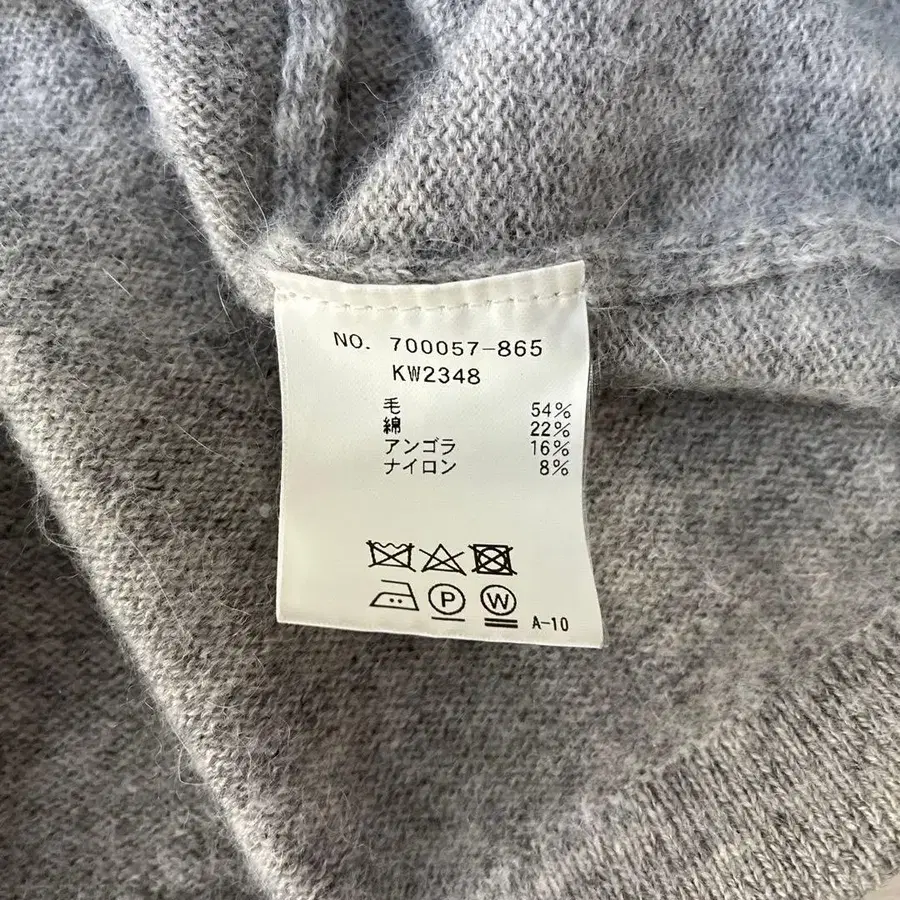 NO. 700057-865
KW2348
毛 54%
綿 22%
アンゴラ 16%
ナイロン 8%
P W A-10